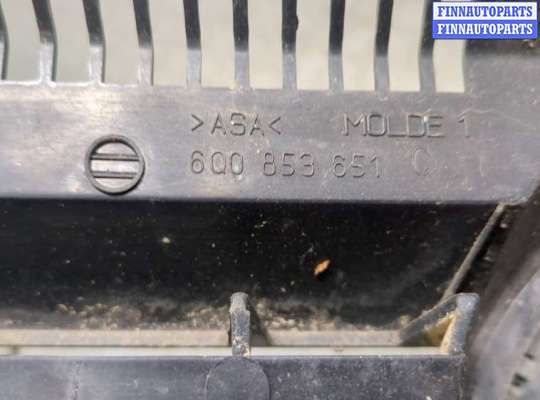 FINNAUTOPARTS
FINNAUTOPARTS
>ASA< MOLDE 1
6Q0 853 651 C